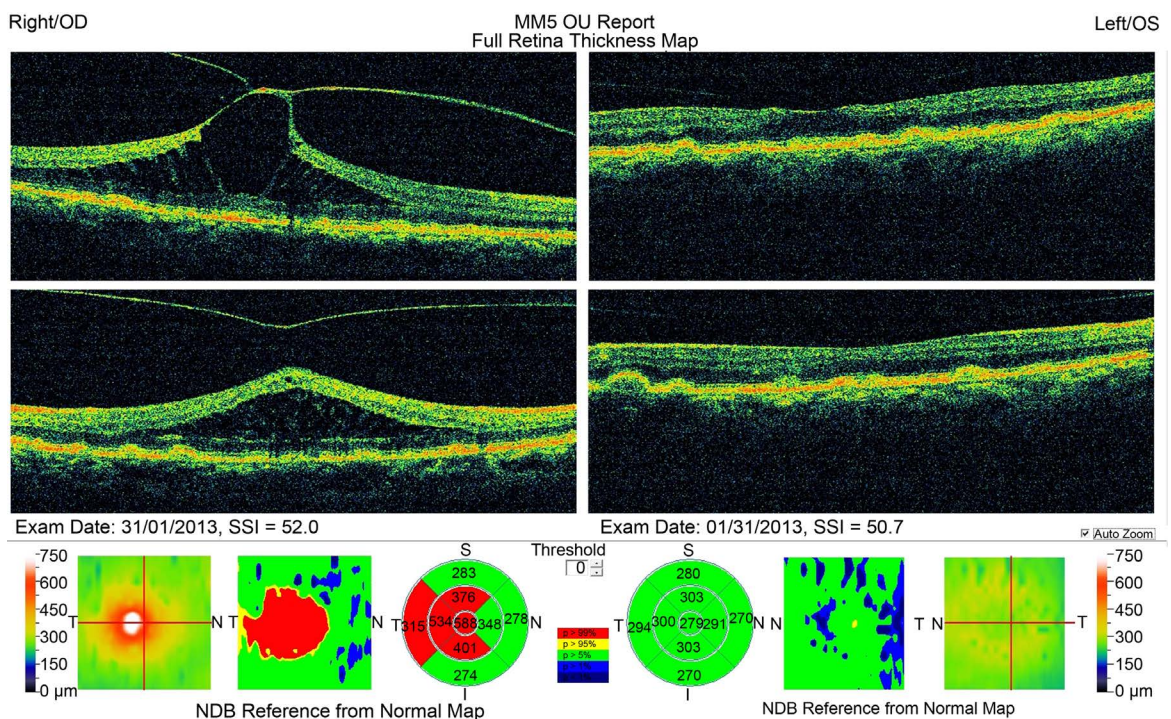 Right/OD
MM5 OU Report
Left/OS
Full Retina Thickness Map
Exam Date: 31/01/2013, SSI = 52.0
Exam Date: 01/31/2013, SSI = 50.7
Auto Zoom
750
600
450
300
150
0 µm
T
N
T
N
S
283
376
T 315 534 588 348 278 N
401
274
I
Threshold
0
p > 99%
p > 95%
p > 5%
S
280
303
T 294 300 279 291 270 N
303
270
I
T
N
T
750
600
450
300
150
0 µm
NDB Reference from Normal Map
NDB Reference from Normal Map